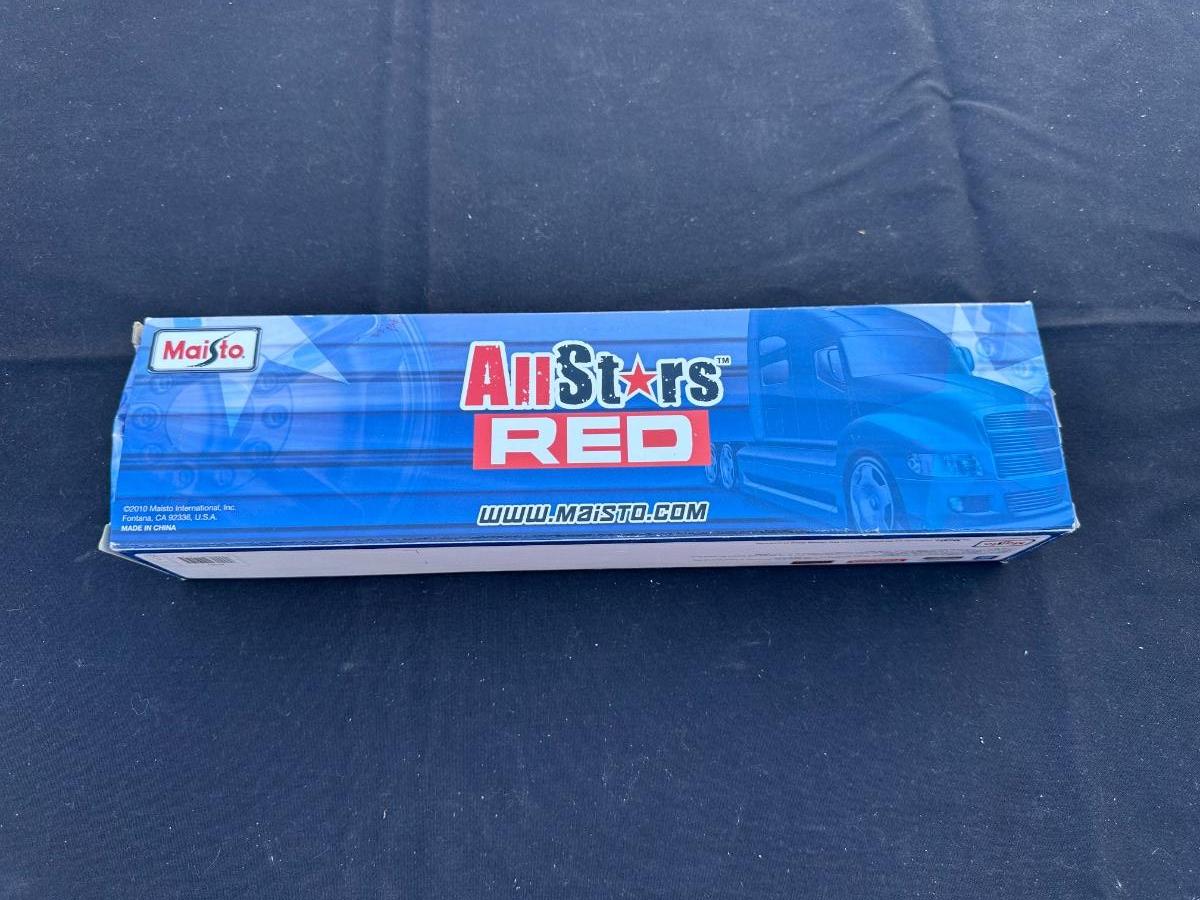 Maisto
AllStars™
RED
©2010 Maisto International, Inc.
Fontana, CA 92336, U.S.A.
MADE IN CHINA
www.Maisto.com